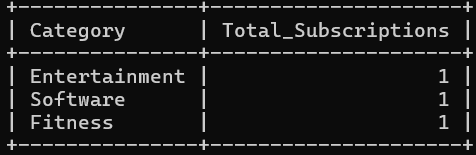 +---------------+---------------------+
| Category      | Total_Subscriptions |
+---------------+---------------------+
| Entertainment |                   1 |
| Software      |                   1 |
| Fitness       |                   1 |
+---------------+---------------------+